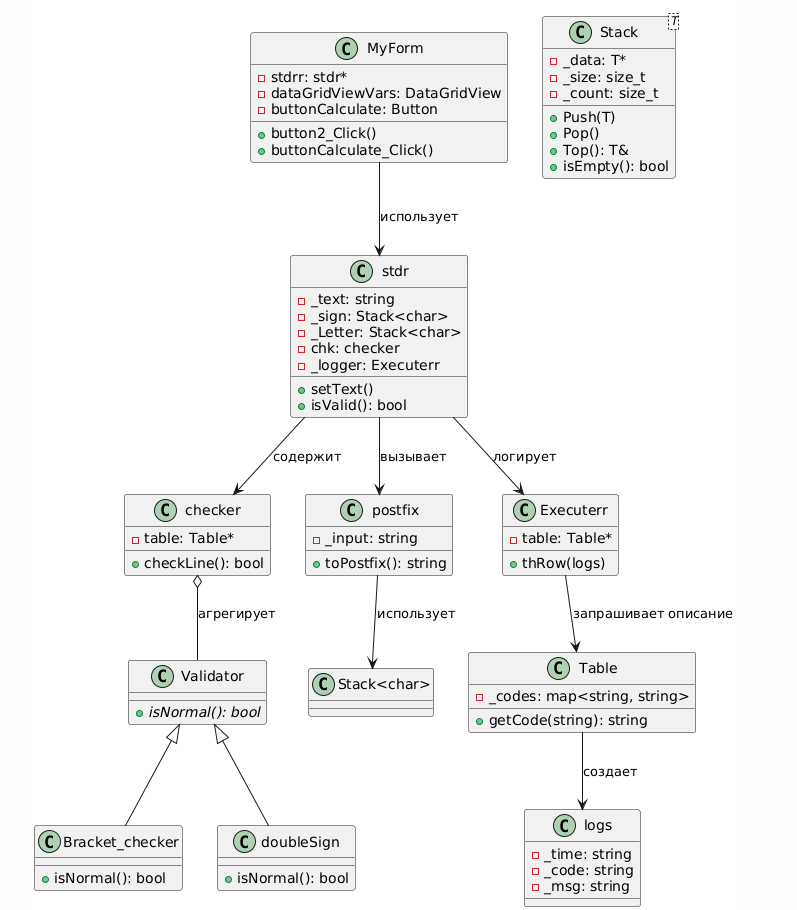 MyForm
stdrr: stdr*
dataGridViewVars: DataGridView
buttonCalculate: Button
button2_Click()
buttonCalculate_Click()
T
Stack
_data: T*
_size: size_t
_count: size_t
Push(T)
Pop()
Top(): T&
isEmpty(): bool
использует
stdr
_text: string
_sign: Stack<char>
_Letter: Stack<char>
chk: checker
_logger: Executerr
setText()
isValid(): bool
содержит
вызывает
логирует
checker
table: Table*
checkLine(): bool
postfix
_input: string
toPostfix(): string
Executerr
table: Table*
thRow(logs)
агрегирует
использует
запрашивает описание
Validator
isNormal(): bool
Stack<char>
Table
_codes: map<string, string>
getCode(string): string
создает
Bracket_checker
isNormal(): bool
doubleSign
isNormal(): bool
logs
_time: string
_code: string
_msg: string